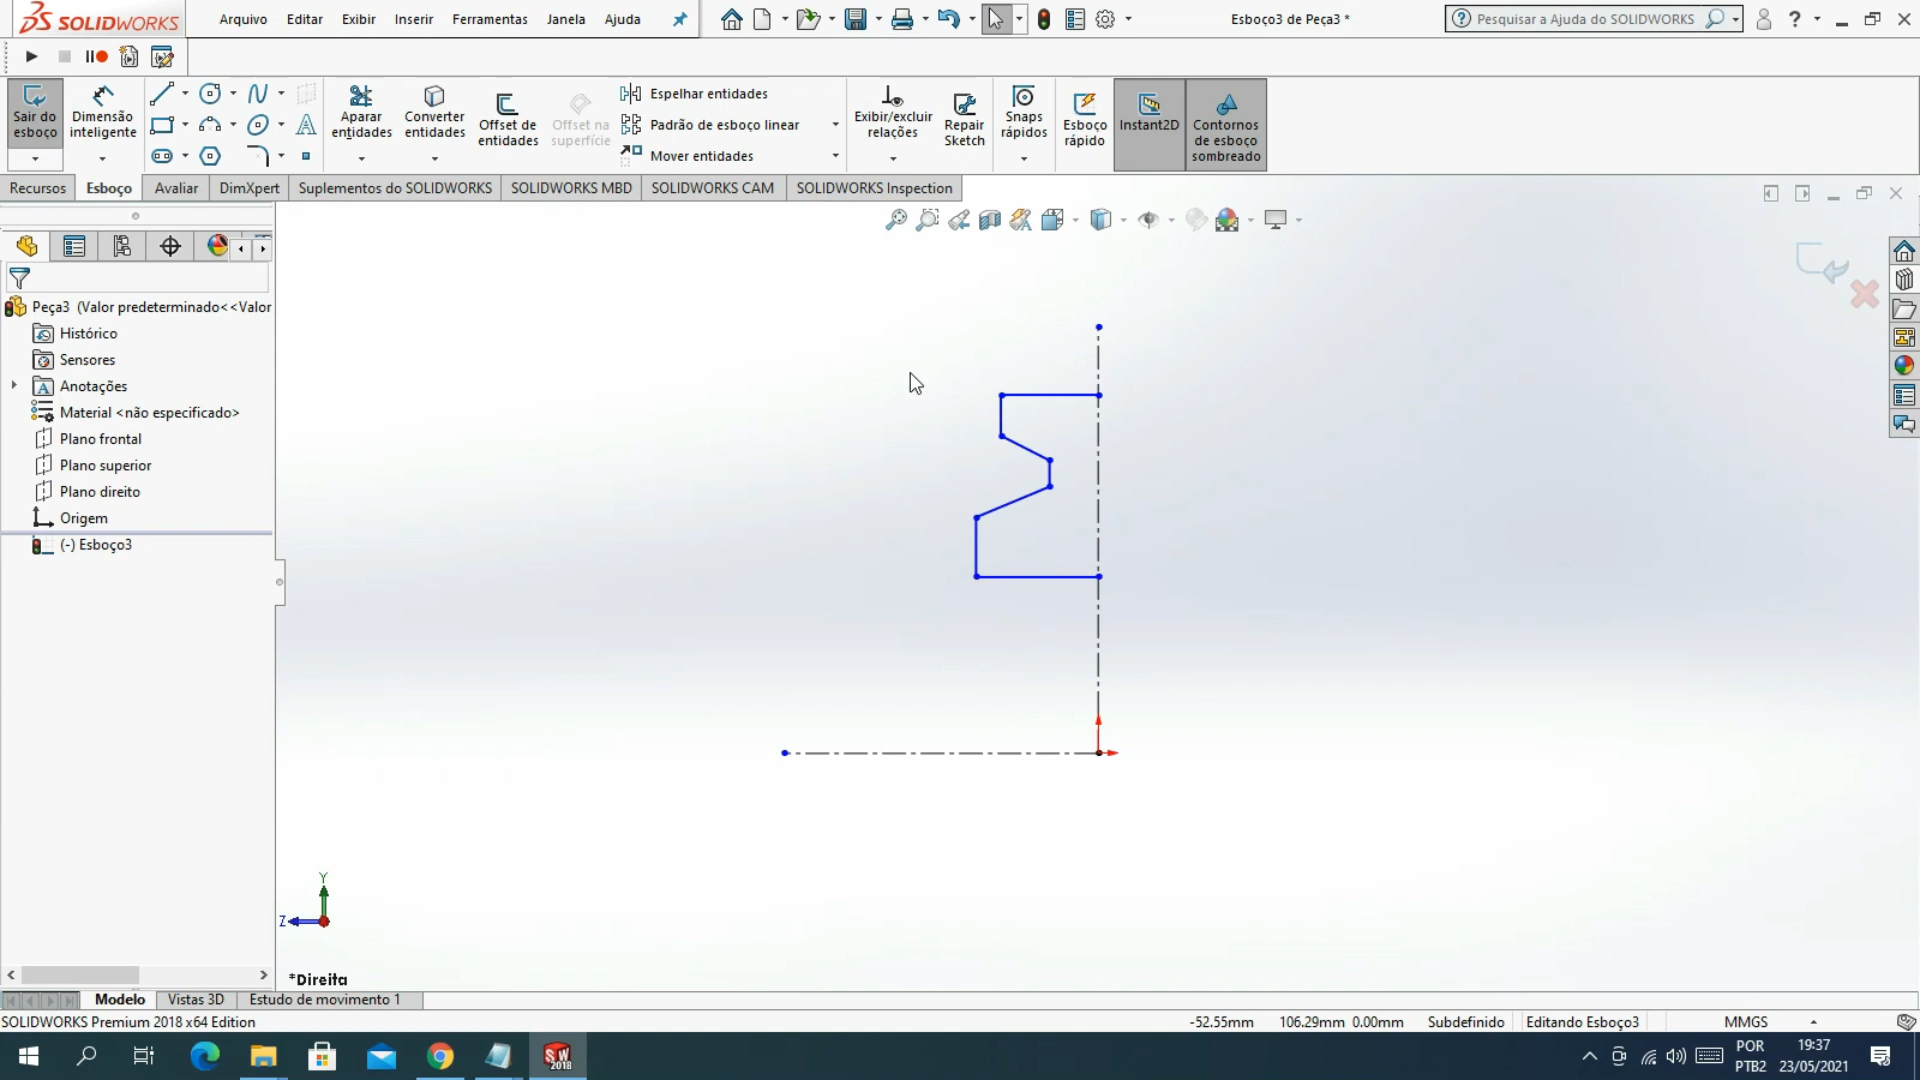 SOLIDWORKS Arquivo Editar Exibir Inserir Ferramentas Janela Ajuda Esboço3 de Peça3 * Pesquisar a Ajuda do SOLIDWORKS ?
Sair do esboço
Dimensão inteligente
Aparar entidades
Converter entidades
Offset de entidades
Offset na superfície
Espelhar entidades
Padrão de esboço linear
Mover entidades
Exibir/excluir relações
Repair Sketch
Snaps rápidos
Esboço rápido
Instant2D
Contornos de esboço sombreado
Recursos Esboço Avaliar DimXpert Suplementos do SOLIDWORKS SOLIDWORKS MBD SOLIDWORKS CAM SOLIDWORKS Inspection
Peça3 (Valor predeterminado<<Valor
Histórico
Sensores
Anotações
Material <não especificado>
Plano frontal
Plano superior
Plano direito
Origem
(-) Esboço3
Y
Z
*Direita
Modelo Vistas 3D Estudo de movimento 1
SOLIDWORKS Premium 2018 x64 Edition -52.55mm 106.29mm 0.00mm Subdefinido Editando Esboço3 MMGS
SW 2018
POR
PTB2
19:37
23/05/2021